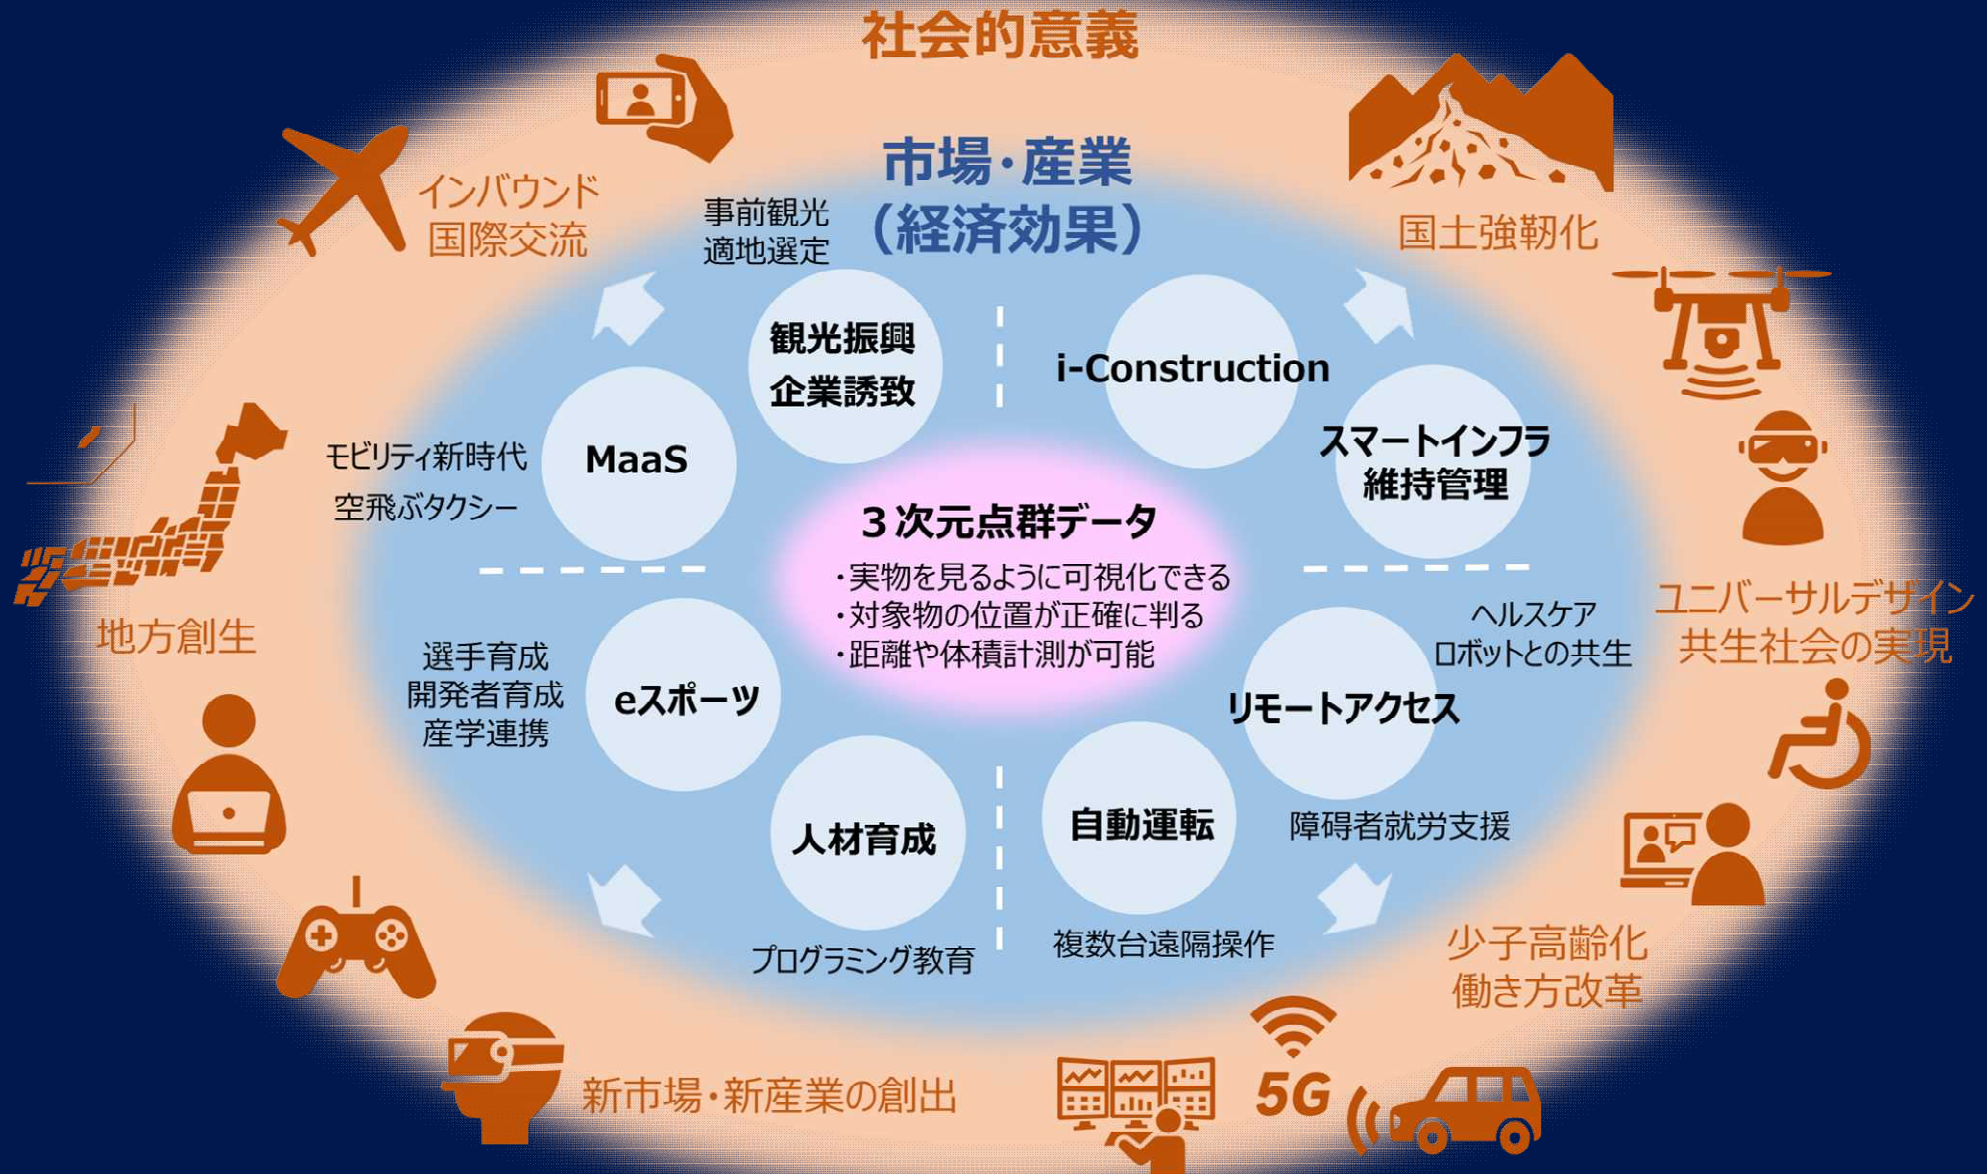 社会的意義
市場・産業
（経済効果）
インバウンド
国際交流
事前観光
適地選定
国土強靭化
観光振興
企業誘致
i-Construction
MaaS
モビリティ新時代
空飛ぶタクシー
スマートインフラ
維持管理
３次元点群データ
・実物を見るように可視化できる
・対象物の位置が正確に判る
・距離や体積計測が可能
地方創生
ユニバーサルデザイン
共生社会の実現
ヘルスケア
ロボットとの共生
選手育成
開発者育成
産学連携
eスポーツ
リモートアクセス
人材育成
自動運転
障碍者就労支援
プログラミング教育
複数台遠隔操作
少子高齢化
働き方改革
新市場・新産業の創出
5G